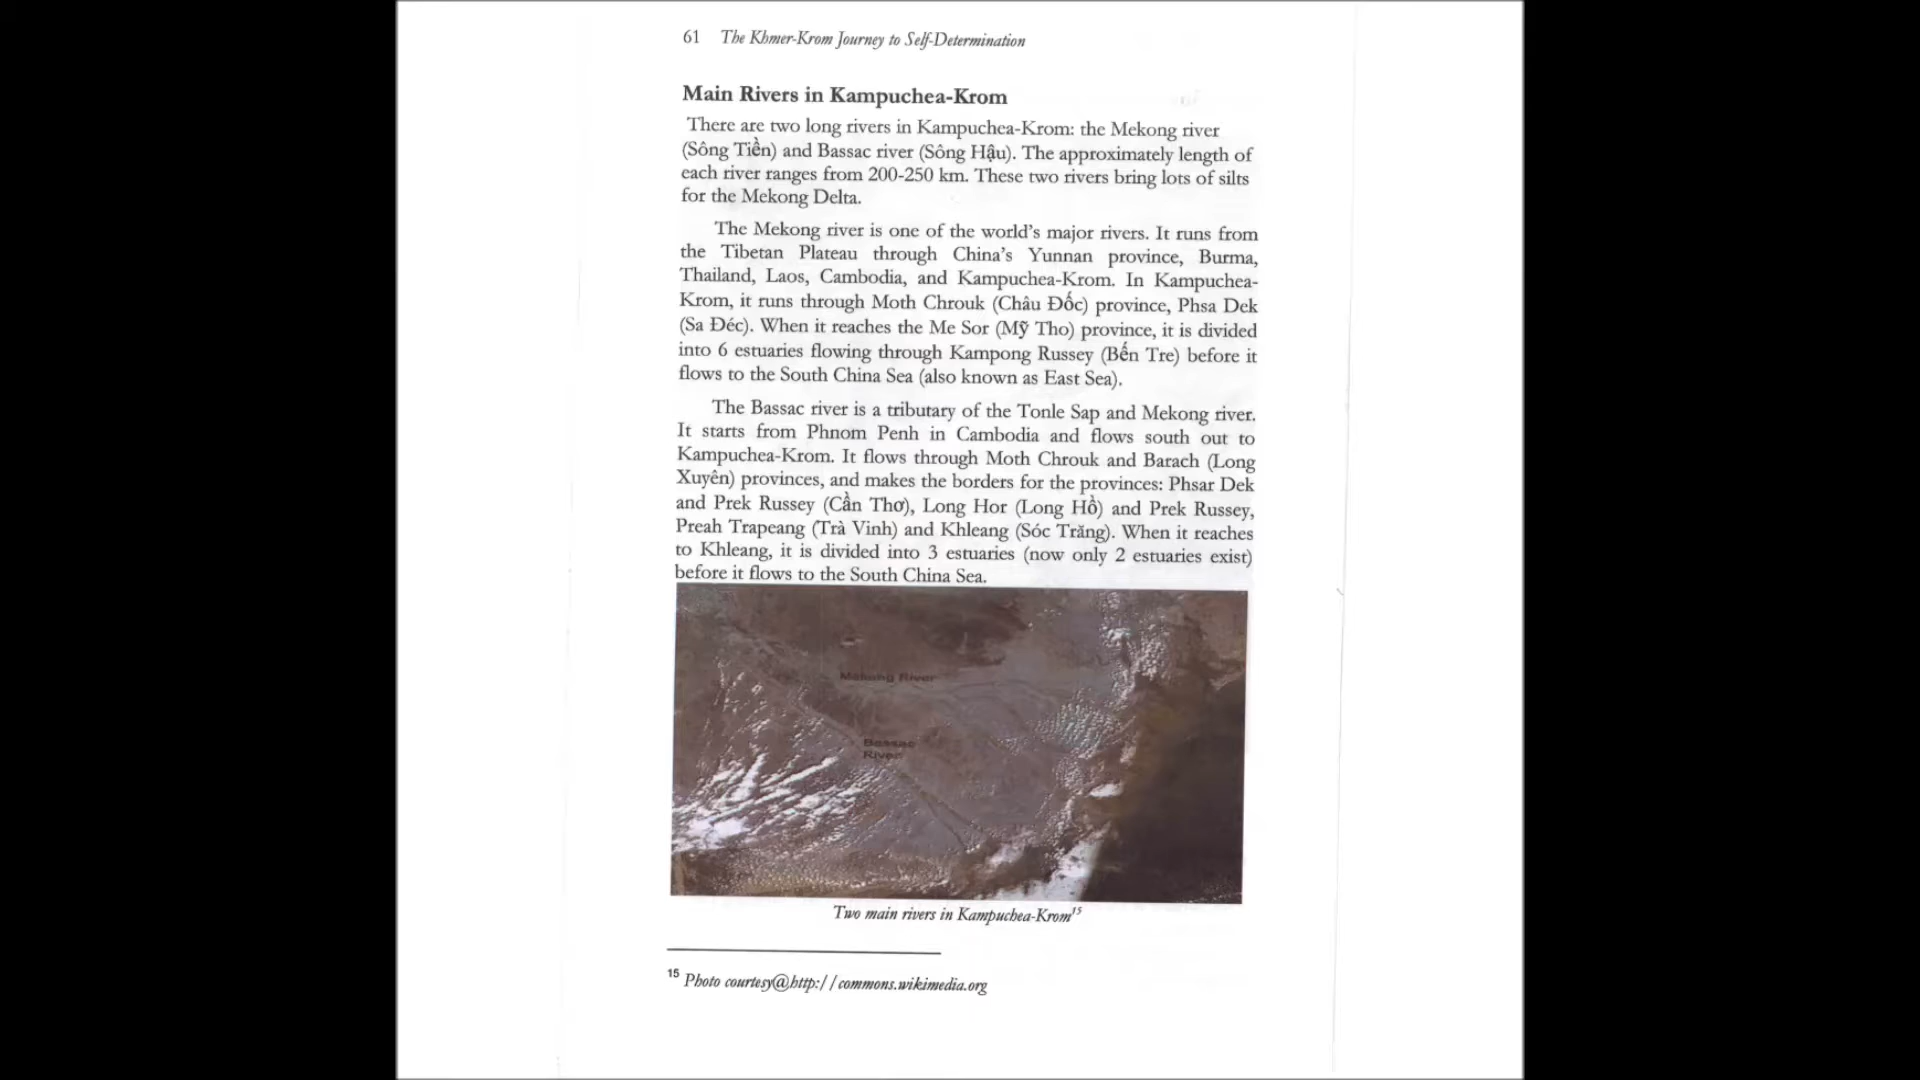 61 The Khmer-Krom Journey to Self-Determination
Main Rivers in Kampuchea-Krom
There are two long rivers in Kampuchea-Krom: the Mekong river
(Sông Tiền) and Bassac river (Sông Hậu). The approximately length of
each river ranges from 200-250 km. These two rivers bring lots of silts
for the Mekong Delta.
The Mekong river is one of the world's major rivers. It runs from
the Tibetan Plateau through China's Yunnan province, Burma,
Thailand, Laos, Cambodia, and Kampuchea-Krom. In Kampuchea-
Krom, it runs through Moth Chrouk (Châu Đốc) province, Phsa Dek
(Sa Đéc). When it reaches the Me Sor (Mỹ Tho) province, it is divided
into 6 estuaries flowing through Kampong Russey (Bến Tre) before it
flows to the South China Sea (also known as East Sea).
The Bassac river is a tributary of the Tonle Sap and Mekong river.
It starts from Phnom Penh in Cambodia and flows south out to
Kampuchea-Krom. It flows through Moth Chrouk and Barach (Long
Xuyên) provinces, and makes the borders for the provinces: Phsar Dek
and Prek Russey (Cần Thơ), Long Hor (Long Hồ) and Prek Russey,
Preah Trapeang (Trà Vinh) and Khleang (Sóc Trăng). When it reaches
to Khleang, it is divided into 3 estuaries (now only 2 estuaries exist)
before it flows to the South China Sea.
Mekong River
Bassac
River
Two main rivers in Kampuchea-Krom15
15 Photo courtesy@http://commons.wikimedia.org